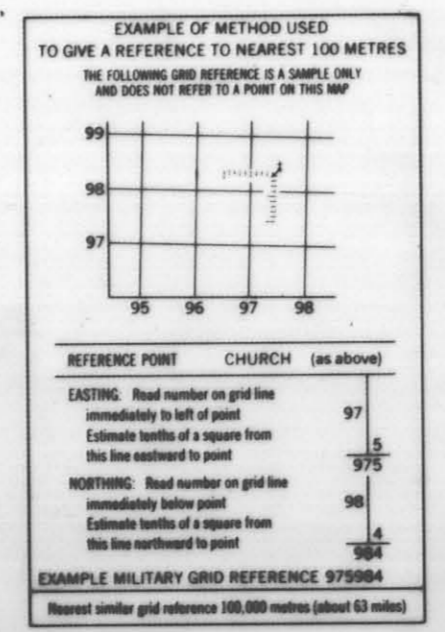 EXAMPLE OF METHOD USED
TO GIVE A REFERENCE TO NEAREST 100 METRES
THE FOLLOWING GRID REFERENCE IS A SAMPLE ONLY
AND DOES NOT REFER TO A POINT ON THIS MAP
99
98
97
95 96 97 98
REFERENCE POINT CHURCH (as above)
EASTING: Read number on grid line
immediately to left of point 97
Estimate tenths of a square from
this line eastward to point 5
975
NORTHING: Read number on grid line
immediately below point 98
Estimate tenths of a square from
this line northward to point 4
984
EXAMPLE MILITARY GRID REFERENCE 975984
Nearest similar grid reference 100,000 metres (about 63 miles)